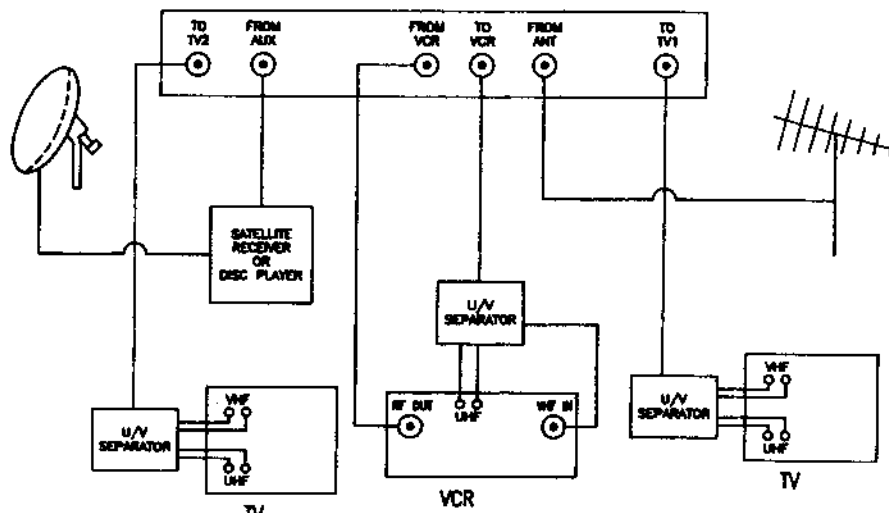 TO
TV2
FROM
AUX
FROM
VCR
TO
VCR
FROM
ANT
TO
TV1
SATELLITE
RECEIVER
OR
DISC PLAYER
U/V
SEPARATOR
U/V
SEPARATOR
VHF
UHF
TV
RF OUT
UHF
VHF IN
VCR
U/V
SEPARATOR
VHF
UHF
TV